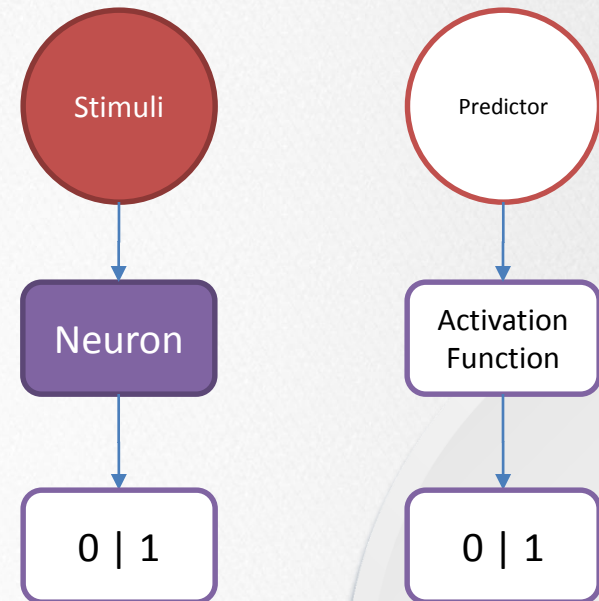 Stimuli
Neuron
0 | 1
Predictor
Activation
Function
0 | 1